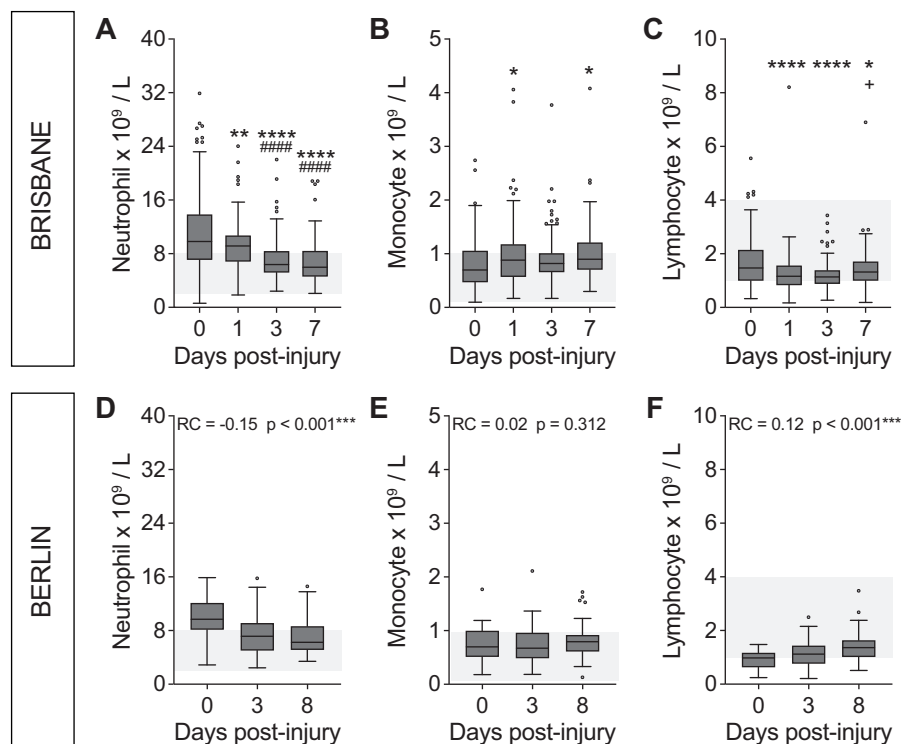 BRISBANE
A
Neutrophil x 10⁹ / L
40
32
24
16
8
0
**
****
####
****
####
0 1 3 7
Days post-injury
B
Monocyte x 10⁹ / L
5
4
3
2
1
0
*
*
0 1 3 7
Days post-injury
C
Lymphocyte x 10⁹ / L
10
8
6
4
2
0
****
****
*
+
0 1 3 7
Days post-injury
BERLIN
D
Neutrophil x 10⁹ / L
40
32
24
16
8
0
RC = -0.15 p < 0.001***
0 3 8
Days post-injury
E
Monocyte x 10⁹ / L
5
4
3
2
1
0
RC = 0.02 p = 0.312
0 3 8
Days post-injury
F
Lymphocyte x 10⁹ / L
10
8
6
4
2
0
RC = 0.12 p < 0.001***
0 3 8
Days post-injury